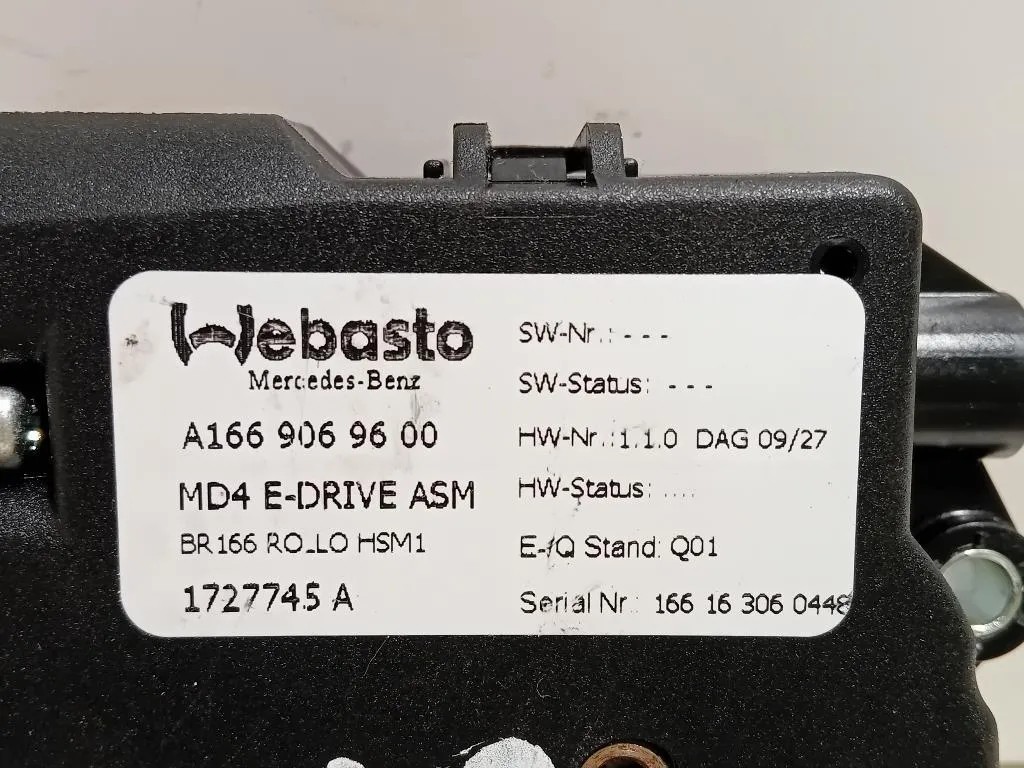 Webasto
Mercedes-Benz
A166 906 96 00
MD4 E-DRIVE ASM
BR166 ROLLO HSM1
1727745 A
SW-Nr.: - - -
SW-Status: - - -
HW-Nr.:1.1.0 DAG 09/27
HW-Status: ....
E-/Q Stand: Q01
Serial Nr.: 166 16 306 0448